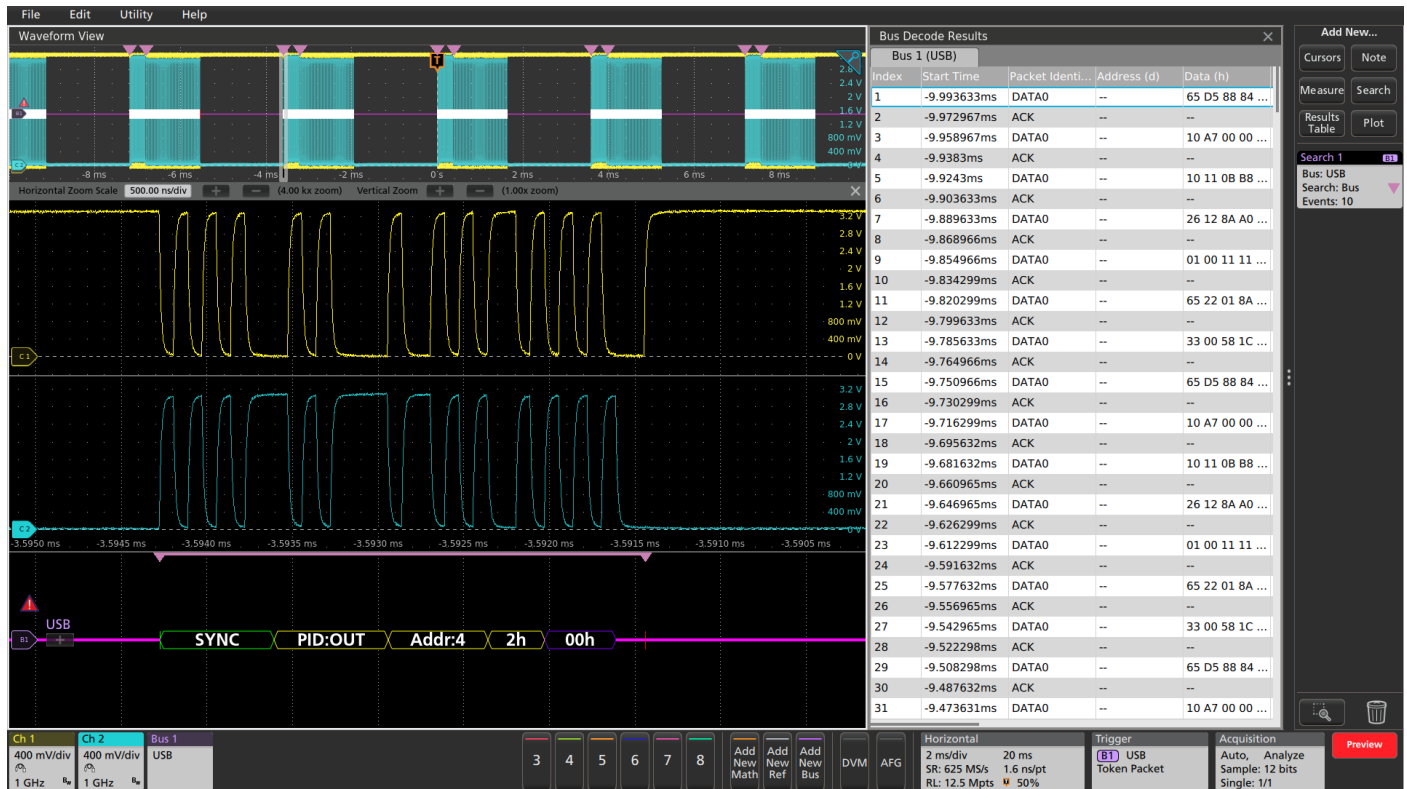 File Edit Utility Help
Waveform View
2.8
2.4 V
2 V
1.6 V
1.2 V
800 mV
400 mV
0 V
T
B1
C2
-8 ms -6 ms -4 ms -2 ms 0 s 2 ms 4 ms 6 ms 8 ms
Horizontal Zoom Scale 500.00 ns/div + − (4.00 kx zoom) Vertical Zoom + − (1.00x zoom)
3.2 V
2.8 V
2.4 V
2 V
1.6 V
1.2 V
800 mV
400 mV
C1 0 V
3.2 V
2.8 V
2.4 V
2 V
1.6 V
1.2 V
800 mV
400 mV
C2 0 V
-3.5950 ms -3.5945 ms -3.5940 ms -3.5935 ms -3.5930 ms -3.5925 ms -3.5920 ms -3.5915 ms -3.5910 ms -3.5905 ms
USB
B1 + SYNC PID:OUT Addr:4 2h 00h
Bus Decode Results
Bus 1 (USB)
Index Start Time Packet Identi... Address (d) Data (h)
1 -9.993633ms DATA0 -- 65 D5 88 84 ...
2 -9.972967ms ACK -- --
3 -9.958967ms DATA0 -- 10 A7 00 00 ...
4 -9.9383ms ACK -- --
5 -9.9243ms DATA0 -- 10 11 0B B8 ...
6 -9.903633ms ACK -- --
7 -9.889633ms DATA0 -- 26 12 8A A0 ...
8 -9.868966ms ACK -- --
9 -9.854966ms DATA0 -- 01 00 11 11 ...
10 -9.834299ms ACK -- --
11 -9.820299ms DATA0 -- 65 22 01 8A ...
12 -9.799633ms ACK -- --
13 -9.785633ms DATA0 -- 33 00 58 1C ...
14 -9.764966ms ACK -- --
15 -9.750966ms DATA0 -- 65 D5 88 84 ...
16 -9.730299ms ACK -- --
17 -9.716299ms DATA0 -- 10 A7 00 00 ...
18 -9.695632ms ACK -- --
19 -9.681632ms DATA0 -- 10 11 0B B8 ...
20 -9.660965ms ACK -- --
21 -9.646965ms DATA0 -- 26 12 8A A0 ...
22 -9.626299ms ACK -- --
23 -9.612299ms DATA0 -- 01 00 11 11 ...
24 -9.591632ms ACK -- --
25 -9.577632ms DATA0 -- 65 22 01 8A ...
26 -9.556965ms ACK -- --
27 -9.542965ms DATA0 -- 33 00 58 1C ...
28 -9.522298ms ACK -- --
29 -9.508298ms DATA0 -- 65 D5 88 84 ...
30 -9.487632ms ACK -- --
31 -9.473631ms DATA0 -- 10 A7 00 00 ...
Add New...
Cursors Note
Measure Search
Results Table Plot
Search 1 B1
Bus: USB
Search: Bus
Events: 10
Ch 1
400 mV/div
1 GHz Bw
Ch 2
400 mV/div
1 GHz Bw
Bus 1
USB
3 4 5 6 7 8
Add New Math
Add New Ref
Add New Bus
DVM AFG
Horizontal
2 ms/div 20 ms
SR: 625 MS/s 1.6 ns/pt
RL: 12.5 Mpts 50%
Trigger
B1 USB
Token Packet
Acquisition
Auto, Analyze
Sample: 12 bits
Single: 1/1
Preview